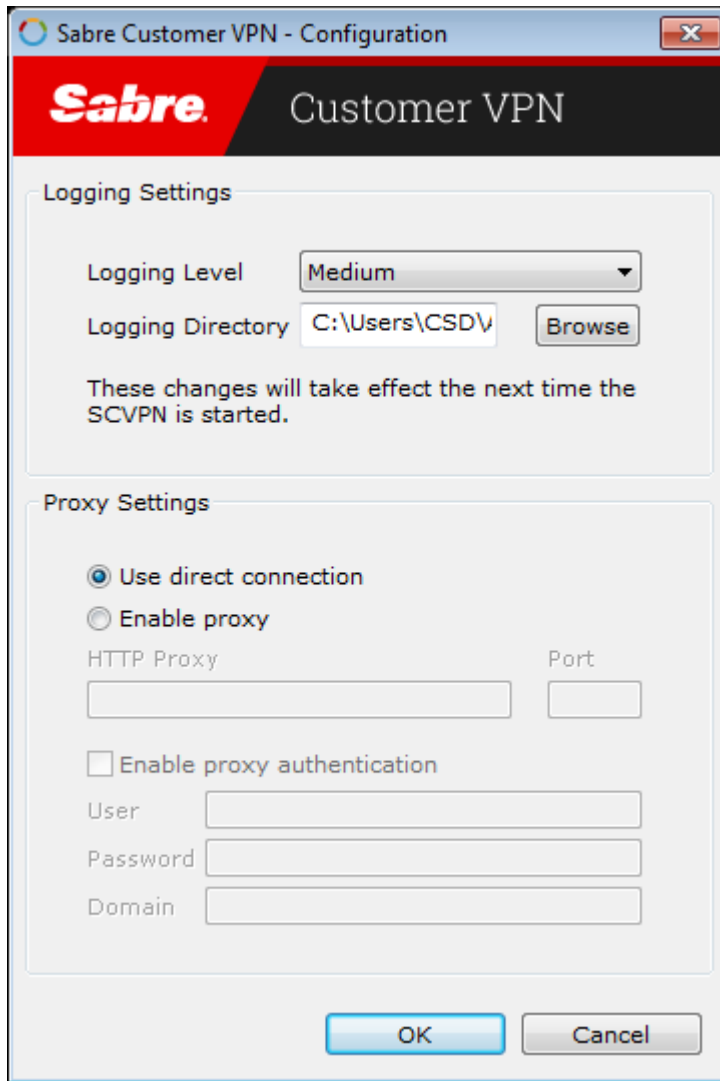 Sabre Customer VPN - Configuration
Sabre. Customer VPN
Logging Settings
Logging Level Medium
Logging Directory C:\Users\CSD\ Browse
These changes will take effect the next time the
SCVPN is started.
Proxy Settings
Use direct connection
Enable proxy
HTTP Proxy Port
Enable proxy authentication
User
Password
Domain
OK Cancel